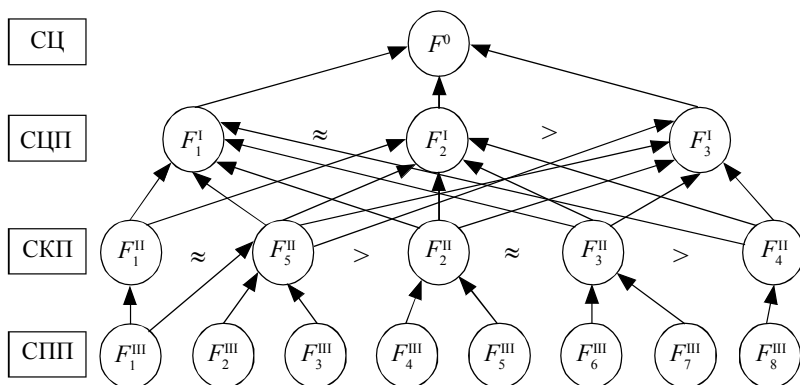 СЦ F⁰
СЦП F₁ᴵ ≈ F₂ᴵ > F₃ᴵ
СКП F₁ᴵᴵ ≈ F₅ᴵᴵ > F₂ᴵᴵ ≈ F₃ᴵᴵ > F₄ᴵᴵ
СПП F₁ᴵᴵᴵ F₂ᴵᴵᴵ F₃ᴵᴵᴵ F₄ᴵᴵᴵ F₅ᴵᴵᴵ F₆ᴵᴵᴵ F₇ᴵᴵᴵ F₈ᴵᴵᴵ